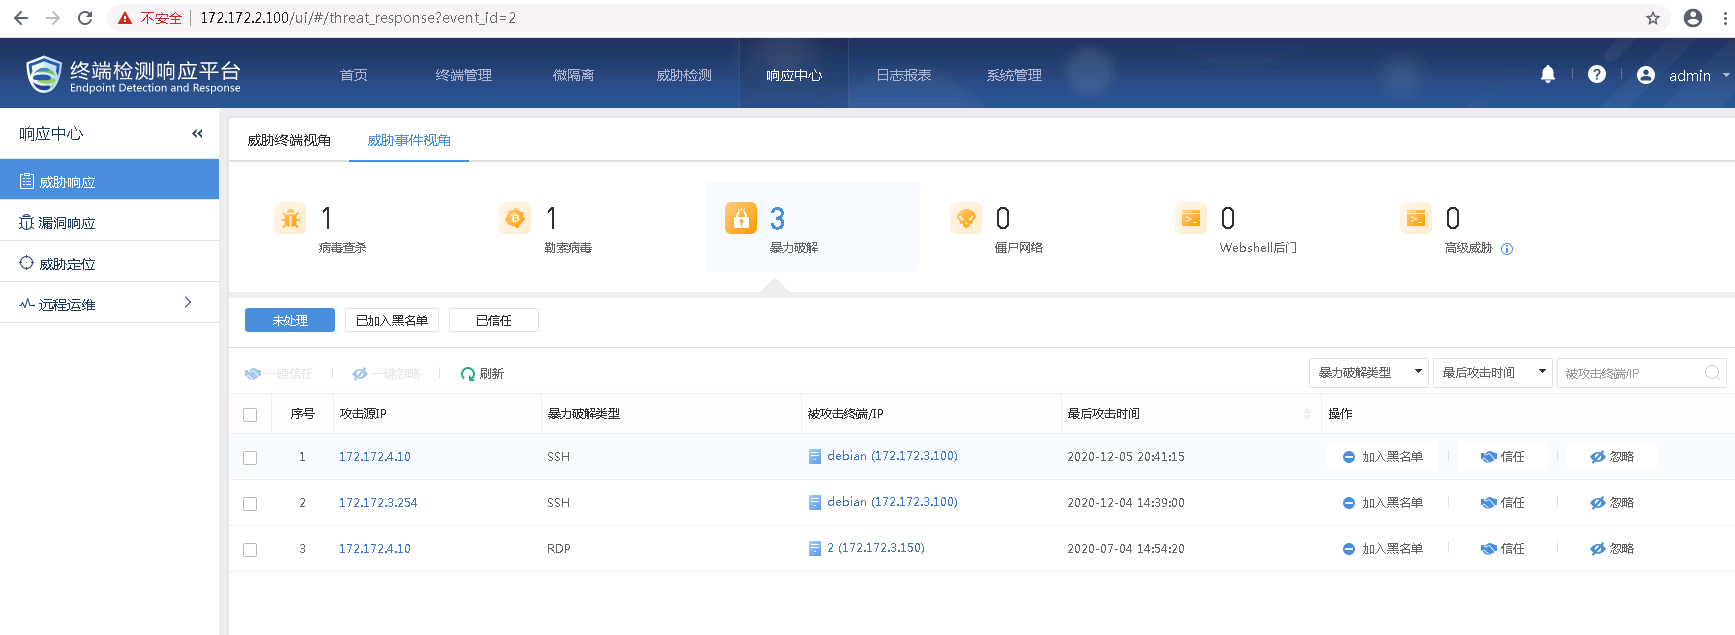 不安全 172.172.2.100/ui/#/threat_response?event_id=2
终端检测响应平台
Endpoint Detection and Response
首页 终端管理 微隔离 威胁检测 响应中心 日志报表 系统管理
admin
响应中心
威胁响应
漏洞响应
威胁定位
远程运维
威胁终端视角 威胁事件视角
1 1 3 0 0 0
病毒查杀 勒索病毒 暴力破解 僵尸网络 Webshell后门 高级威胁
未处理 已加入黑名单 已信任
一键信任 一键忽略 刷新 暴力破解类型 最后攻击时间 被攻击终端/IP
序号 攻击源IP 暴力破解类型 被攻击终端/IP 最后攻击时间 操作
1 172.172.4.10 SSH debian (172.172.3.100) 2020-12-05 20:41:15 加入黑名单 信任 忽略
2 172.172.3.254 SSH debian (172.172.3.100) 2020-12-04 14:39:00 加入黑名单 信任 忽略
3 172.172.4.10 RDP 2 (172.172.3.150) 2020-07-04 14:54:20 加入黑名单 信任 忽略